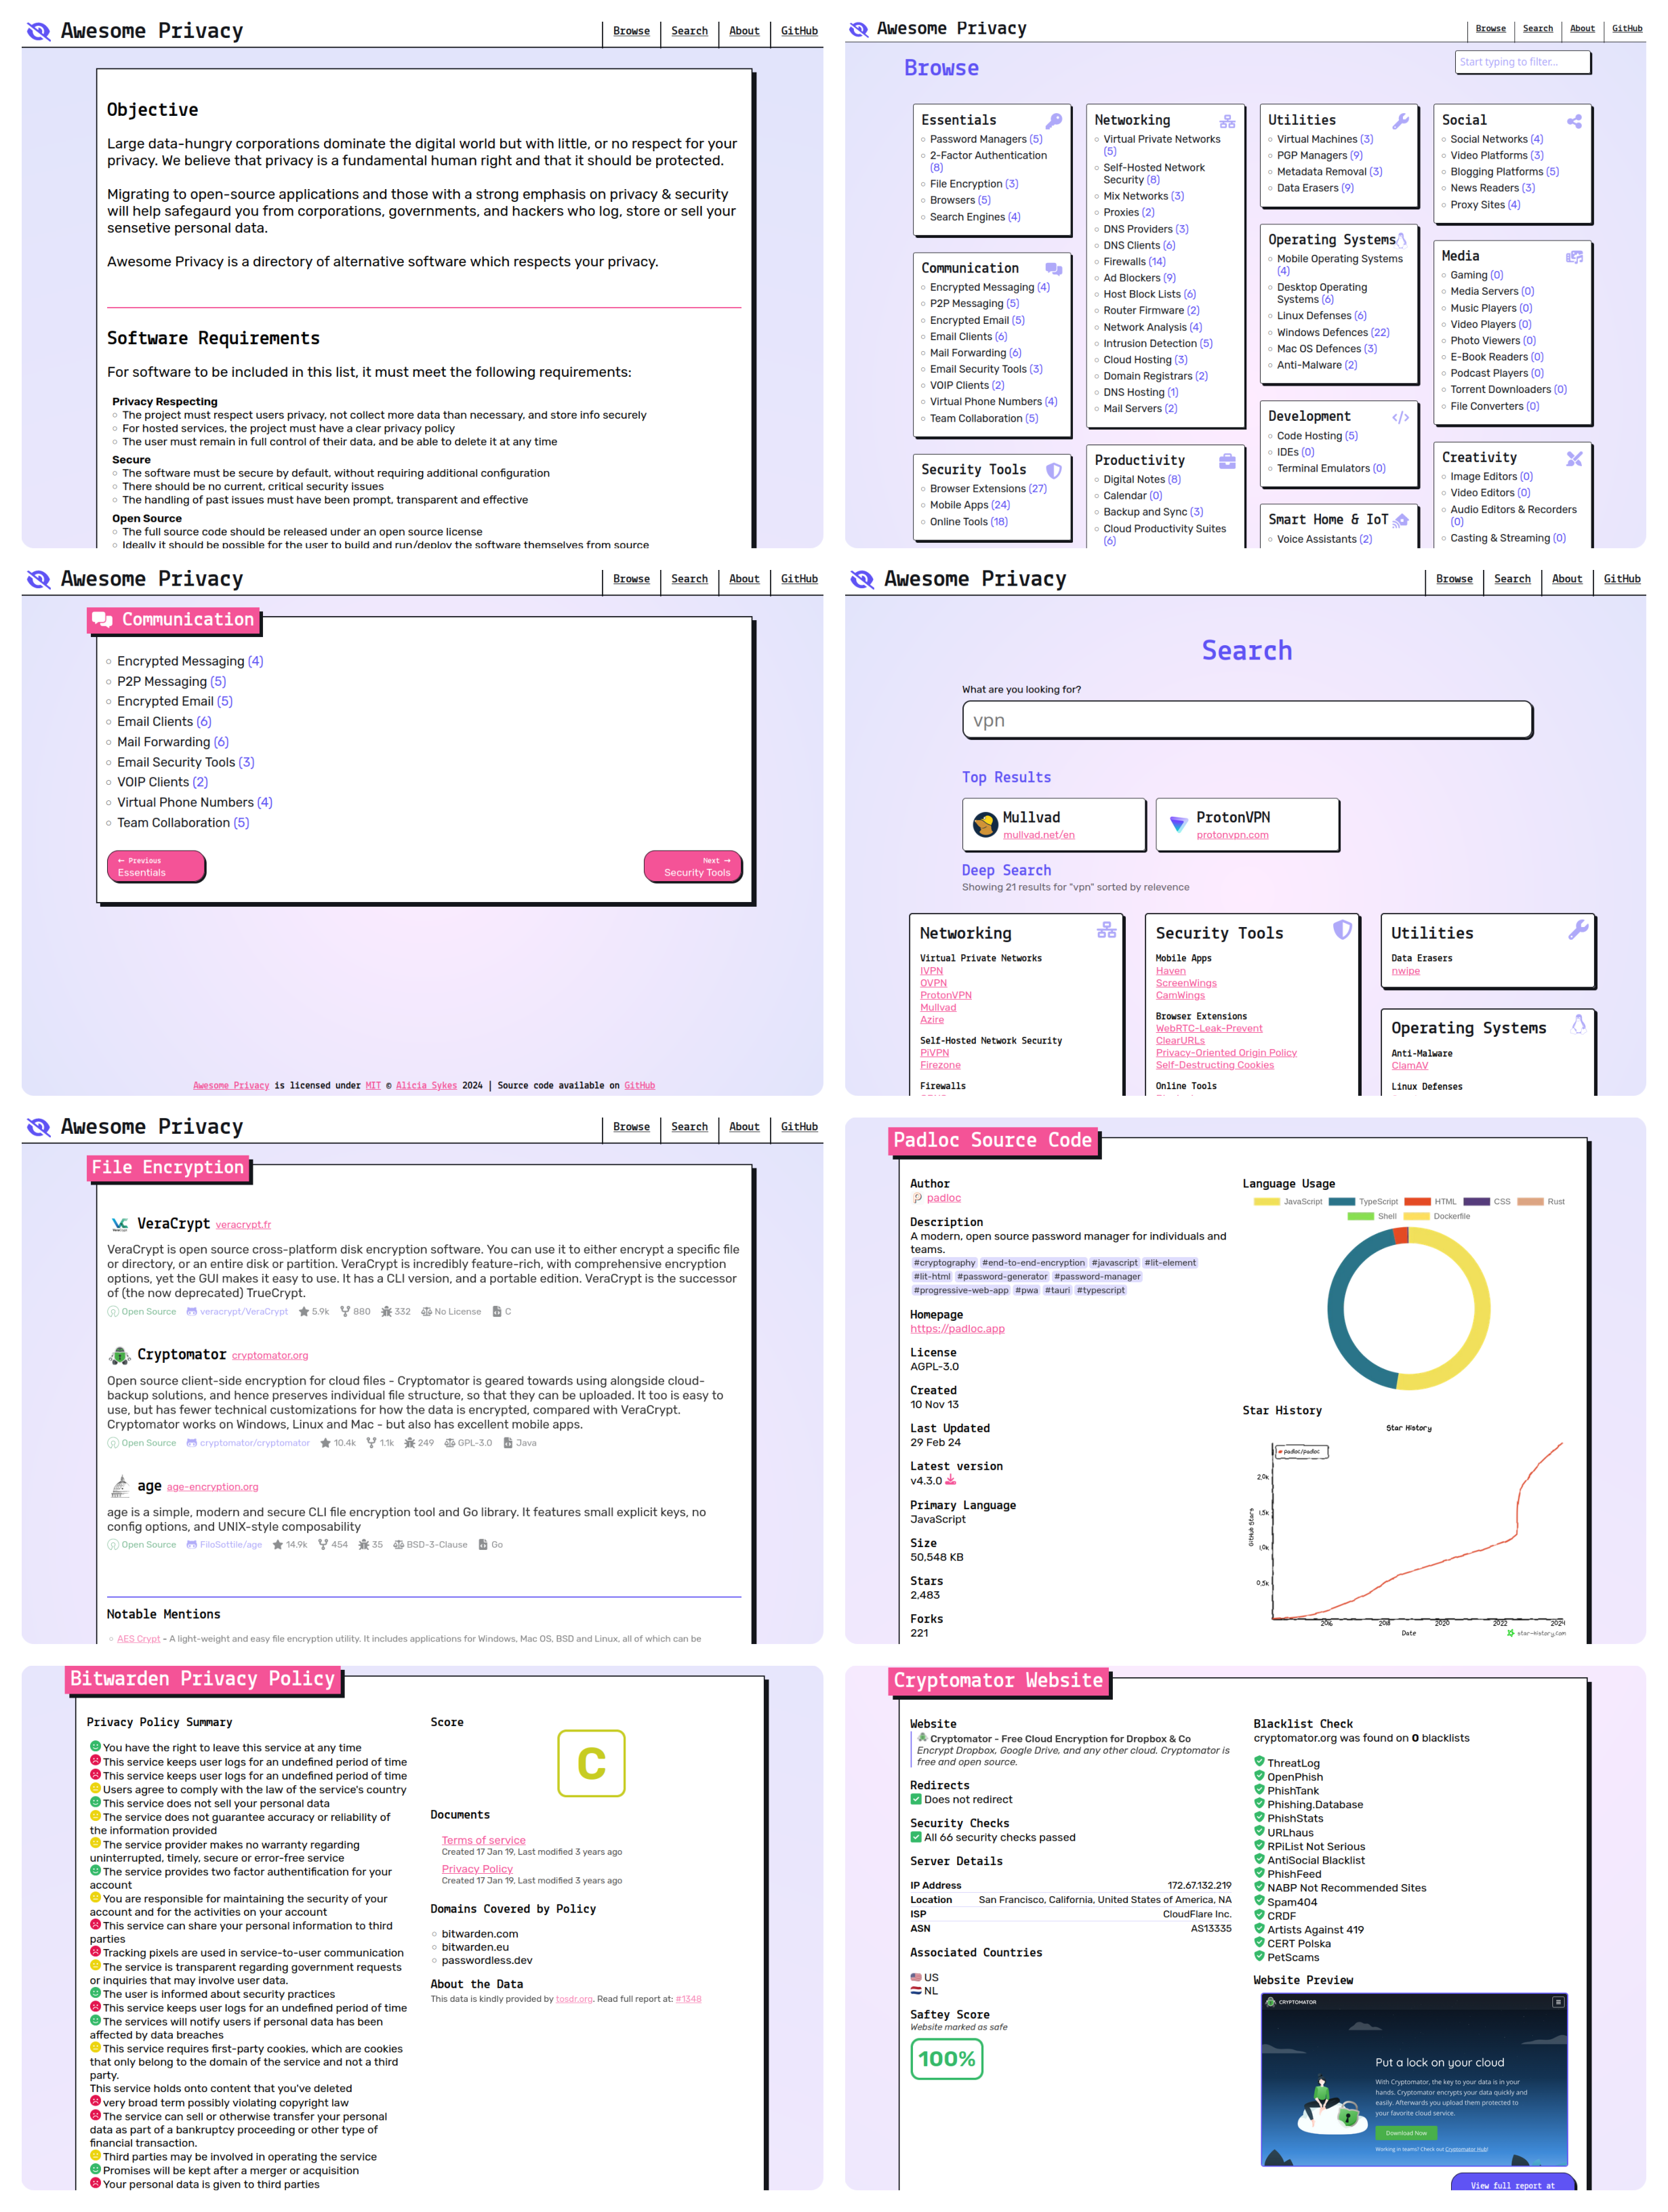 Awesome Privacy
Browse
Search
About
GitHub
Objective
Large data-hungry corporations dominate the digital world but with little, or no respect for your
privacy. We believe that privacy is a fundamental human right and that it should be protected.
Migrating to open-source applications and those with a strong emphasis on privacy & security
will help safegaurd you from corporations, governments, and hackers who log, store or sell your
sensetive personal data.
Awesome Privacy is a directory of alternative software which respects your privacy.
Software Requirements
For software to be included in this list, it must meet the following requirements:
Privacy Respecting
The project must respect users privacy, not collect more data than necessary, and store info securely
For hosted services, the project must have a clear privacy policy
The user must remain in full control of their data, and be able to delete it at any time
Secure
The software must be secure by default, without requiring additional configuration
There should be no current, critical security issues
The handling of past issues must have been prompt, transparent and effective
Open Source
The full source code should be released under an open source license
Ideally it should be possible for the user to build and run/deploy the software themselves from source
Awesome Privacy
Browse
Search
About
GitHub
Browse
Start typing to filter...
Essentials
Password Managers (5)
2-Factor Authentication
(8)
File Encryption (3)
Browsers (5)
Search Engines (4)
Communication
Encrypted Messaging (4)
P2P Messaging (5)
Encrypted Email (5)
Email Clients (6)
Mail Forwarding (6)
Email Security Tools (3)
VOIP Clients (2)
Virtual Phone Numbers (4)
Team Collaboration (5)
Security Tools
Browser Extensions (27)
Mobile Apps (24)
Online Tools (18)
Networking
Virtual Private Networks
(5)
Self-Hosted Network
Security (8)
Mix Networks (3)
Proxies (2)
DNS Providers (3)
DNS Clients (6)
Firewalls (14)
Ad Blockers (9)
Host Block Lists (6)
Router Firmware (2)
Network Analysis (4)
Intrusion Detection (5)
Cloud Hosting (3)
Domain Registrars (2)
DNS Hosting (1)
Mail Servers (2)
Productivity
Digital Notes (8)
Calendar (0)
Backup and Sync (3)
Cloud Productivity Suites
(6)
Utilities
Virtual Machines (3)
PGP Managers (9)
Metadata Removal (3)
Data Erasers (9)
Operating Systems
Mobile Operating Systems
(4)
Desktop Operating
Systems (6)
Linux Defenses (6)
Windows Defences (22)
Mac OS Defences (3)
Anti-Malware (2)
Development
Code Hosting (5)
IDEs (0)
Terminal Emulators (0)
Smart Home & IoT
Voice Assistants (2)
Social
Social Networks (4)
Video Platforms (3)
Blogging Platforms (5)
News Readers (3)
Proxy Sites (4)
Media
Gaming (0)
Media Servers (0)
Music Players (0)
Video Players (0)
Photo Viewers (0)
E-Book Readers (0)
Podcast Players (0)
Torrent Downloaders (0)
File Converters (0)
Creativity
Image Editors (0)
Video Editors (0)
Audio Editors & Recorders
(0)
Casting & Streaming (0)
Awesome Privacy
Browse
Search
About
GitHub
Communication
Encrypted Messaging (4)
P2P Messaging (5)
Encrypted Email (5)
Email Clients (6)
Mail Forwarding (6)
Email Security Tools (3)
VOIP Clients (2)
Virtual Phone Numbers (4)
Team Collaboration (5)
← Previous
Essentials
Next →
Security Tools
Awesome Privacy is licensed under MIT © Alicia Sykes 2024 | Source code available on GitHub
Awesome Privacy
Browse
Search
About
GitHub
Search
What are you looking for?
vpn
Top Results
Mullvad
mullvad.net/en
ProtonVPN
protonvpn.com
Deep Search
Showing 21 results for "vpn" sorted by relevence
Networking
Virtual Private Networks
IVPN
OVPN
ProtonVPN
Mullvad
Azire
Self-Hosted Network Security
PiVPN
Firezone
Firewalls
Security Tools
Mobile Apps
Haven
ScreenWings
CamWings
Browser Extensions
WebRTC-Leak-Prevent
ClearURLs
Privacy-Oriented Origin Policy
Self-Destructing Cookies
Online Tools
Utilities
Data Erasers
nwipe
Operating Systems
Anti-Malware
ClamAV
Linux Defenses
Awesome Privacy
Browse
Search
About
GitHub
File Encryption
VeraCrypt veracrypt.fr
VeraCrypt is open source cross-platform disk encryption software. You can use it to either encrypt a specific file
or directory, or an entire disk or partition. VeraCrypt is incredibly feature-rich, with comprehensive encryption
options, yet the GUI makes it easy to use. It has a CLI version, and a portable edition. VeraCrypt is the successor
of (the now deprecated) TrueCrypt.
Open Source veracrypt/VeraCrypt 5.9k 880 332 No License C
Cryptomator cryptomator.org
Open source client-side encryption for cloud files - Cryptomator is geared towards using alongside cloud-
backup solutions, and hence preserves individual file structure, so that they can be uploaded. It too is easy to
use, but has fewer technical customizations for how the data is encrypted, compared with VeraCrypt.
Cryptomator works on Windows, Linux and Mac - but also has excellent mobile apps.
Open Source cryptomator/cryptomator 10.4k 1.1k 249 GPL-3.0 Java
age age-encryption.org
age is a simple, modern and secure CLI file encryption tool and Go library. It features small explicit keys, no
config options, and UNIX-style composability
Open Source FiloSottile/age 14.9k 454 35 BSD-3-Clause Go
Notable Mentions
AES Crypt - A light-weight and easy file encryption utility. It includes applications for Windows, Mac OS, BSD and Linux, all of which can be
Padloc Source Code
Author
padloc
Description
A modern, open source password manager for individuals and
teams.
#cryptography #end-to-end-encryption #javascript #lit-element
#lit-html #password-generator #password-manager
#progressive-web-app #pwa #tauri #typescript
Homepage
https://padloc.app
License
AGPL-3.0
Created
10 Nov 13
Last Updated
29 Feb 24
Latest version
v4.3.0
Primary Language
JavaScript
Size
50,548 KB
Stars
2,483
Forks
221
Language Usage
JavaScript TypeScript HTML CSS Rust
Shell Dockerfile
Star History
Star History
padloc/padloc
GitHub Stars
2.0k
1.5k
1.0k
0.5k
2016 2018 2020 2022 2024
Date
star-history.com
Bitwarden Privacy Policy
Privacy Policy Summary
You have the right to leave this service at any time
This service keeps user logs for an undefined period of time
This service keeps user logs for an undefined period of time
Users agree to comply with the law of the service's country
This service does not sell your personal data
The service does not guarantee accuracy or reliability of
the information provided
The service provider makes no warranty regarding
uninterrupted, timely, secure or error-free service
The service provides two factor authentification for your
account
You are responsible for maintaining the security of your
account and for the activities on your account
This service can share your personal information to third
parties
Tracking pixels are used in service-to-user communication
The service is transparent regarding government requests
or inquiries that may involve user data.
The user is informed about security practices
This service keeps user logs for an undefined period of time
The services will notify users if personal data has been
affected by data breaches
This service requires first-party cookies, which are cookies
that only belong to the domain of the service and not a third
party.
This service holds onto content that you've deleted
very broad term possibly violating copyright law
The service can sell or otherwise transfer your personal
data as part of a bankruptcy proceeding or other type of
financial transaction.
Third parties may be involved in operating the service
Promises will be kept after a merger or acquisition
Your personal data is given to third parties
Score
C
Documents
Terms of service
Created 17 Jan 19, Last modified 3 years ago
Privacy Policy
Created 17 Jan 19, Last modified 3 years ago
Domains Covered by Policy
bitwarden.com
bitwarden.eu
passwordless.dev
About the Data
This data is kindly provided by tosdr.org. Read full report at: #1348
Cryptomator Website
Website
Cryptomator - Free Cloud Encryption for Dropbox & Co
Encrypt Dropbox, Google Drive, and any other cloud. Cryptomator is
free and open source.
Redirects
Does not redirect
Security Checks
All 66 security checks passed
Server Details
IP Address 172.67.132.219
Location San Francisco, California, United States of America, NA
ISP CloudFlare Inc.
ASN AS13335
Associated Countries
US
NL
Saftey Score
Website marked as safe
100%
Blacklist Check
cryptomator.org was found on 0 blacklists
ThreatLog
OpenPhish
PhishTank
Phishing.Database
PhishStats
URLhaus
RPiList Not Serious
AntiSocial Blacklist
PhishFeed
NABP Not Recommended Sites
Spam404
CRDF
Artists Against 419
CERT Polska
PetScams
Website Preview
CRYPTOMATOR
Put a lock on your cloud
With Cryptomator, the key to your data is in your
hands. Cryptomator encrypts your data quickly and
easily. Afterwards you upload them protected to
your favorite cloud service.
Download Now
Working in teams? Check out Cryptomator Hub!
View full report at